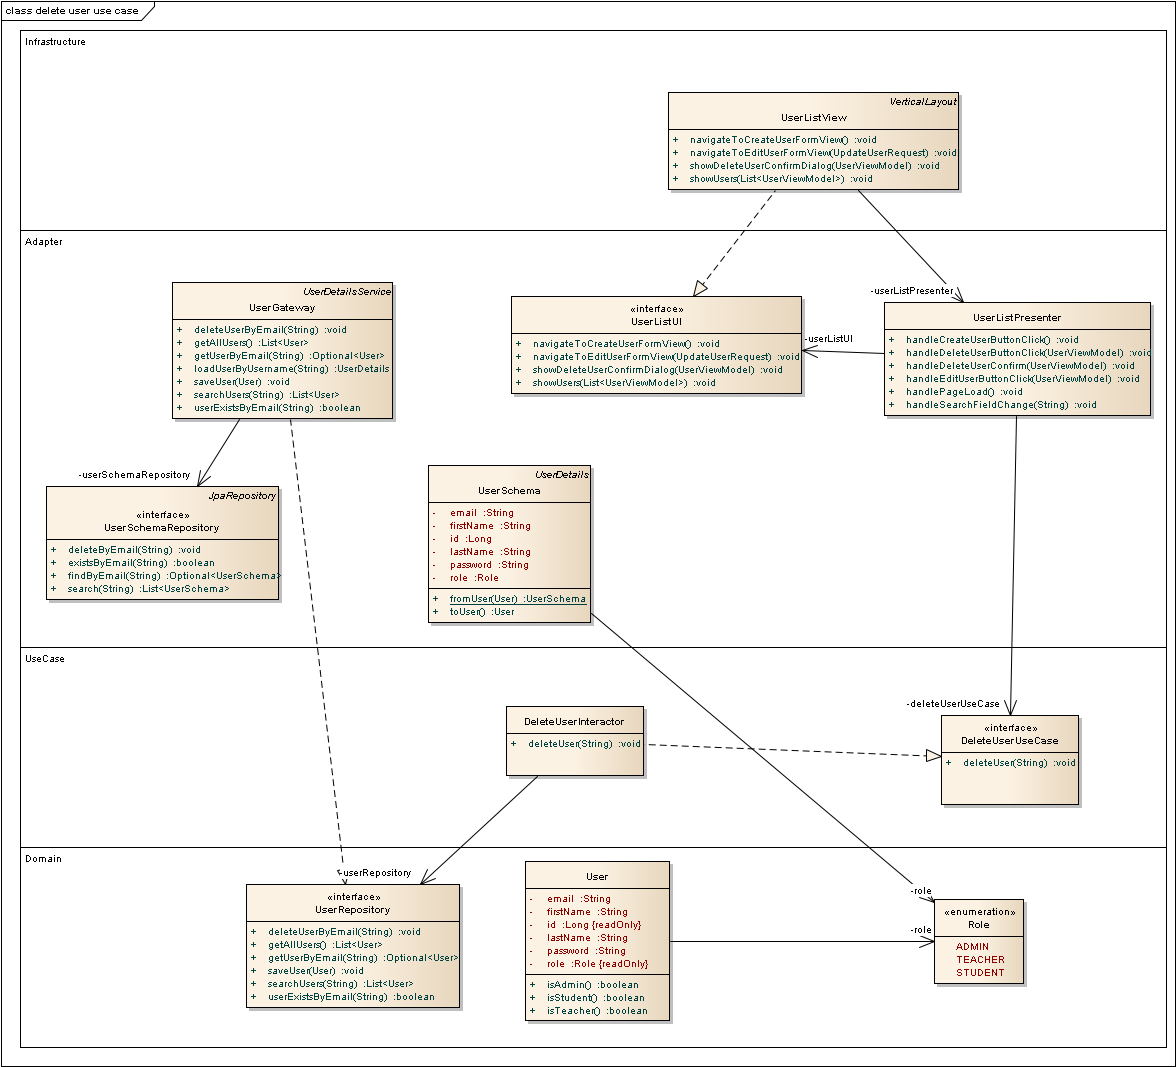 class delete user use case
Infrastructure
VerticalLayout
UserListView
+ navigateToCreateUserFormView() :void
+ navigateToEditUserFormView(UpdateUserRequest) :void
+ showDeleteUserConfirmDialog(UserViewModel) :void
+ showUsers(List<UserViewModel>) :void
Adapter
UserDetailsService
UserGateway
+ deleteUserByEmail(String) :void
+ getAllUsers() :List<User>
+ getUserByEmail(String) :Optional<User>
+ loadUserByUsername(String) :UserDetails
+ saveUser(User) :void
+ searchUsers(String) :List<User>
+ userExistsByEmail(String) :boolean
«interface»
UserListUI
+ navigateToCreateUserFormView() :void
+ navigateToEditUserFormView(UpdateUserRequest) :void
+ showDeleteUserConfirmDialog(UserViewModel) :void
+ showUsers(List<UserViewModel>) :void
-userListUI
-userListPresenter
UserListPresenter
+ handleCreateUserButtonClick() :void
+ handleDeleteUserButtonClick(UserViewModel) :void
+ handleDeleteUserConfirm(UserViewModel) :void
+ handleEditUserButtonClick(UserViewModel) :void
+ handlePageLoad() :void
+ handleSearchFieldChange(String) :void
-userSchemaRepository
JpaRepository
«interface»
UserSchemaRepository
+ deleteByEmail(String) :void
+ existsByEmail(String) :boolean
+ findByEmail(String) :Optional<UserSchema>
+ search(String) :List<UserSchema>
UserDetails
UserSchema
- email :String
- firstName :String
- id :Long
- lastName :String
- password :String
- role :Role
+ fromUser(User) :UserSchema
+ toUser() :User
UseCase
DeleteUserInteractor
+ deleteUser(String) :void
-deleteUserUseCase
«interface»
DeleteUserUseCase
+ deleteUser(String) :void
Domain
-userRepository
«interface»
UserRepository
+ deleteUserByEmail(String) :void
+ getAllUsers() :List<User>
+ getUserByEmail(String) :Optional<User>
+ saveUser(User) :void
+ searchUsers(String) :List<User>
+ userExistsByEmail(String) :boolean
User
- email :String
- firstName :String
- id :Long {readOnly}
- lastName :String
- password :String
- role :Role {readOnly}
+ isAdmin() :boolean
+ isStudent() :boolean
+ isTeacher() :boolean
-role
-role
«enumeration»
Role
ADMIN
TEACHER
STUDENT